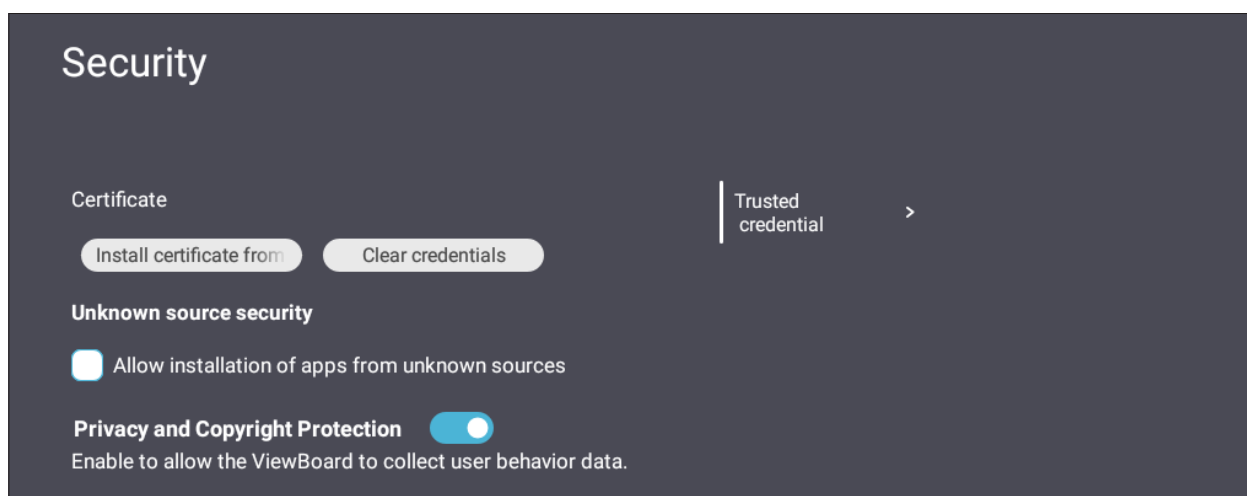 Security
Certificate
Install certificate from
Clear credentials
Trusted
credential
>
Unknown source security
Allow installation of apps from unknown sources
Privacy and Copyright Protection
Enable to allow the ViewBoard to collect user behavior data.